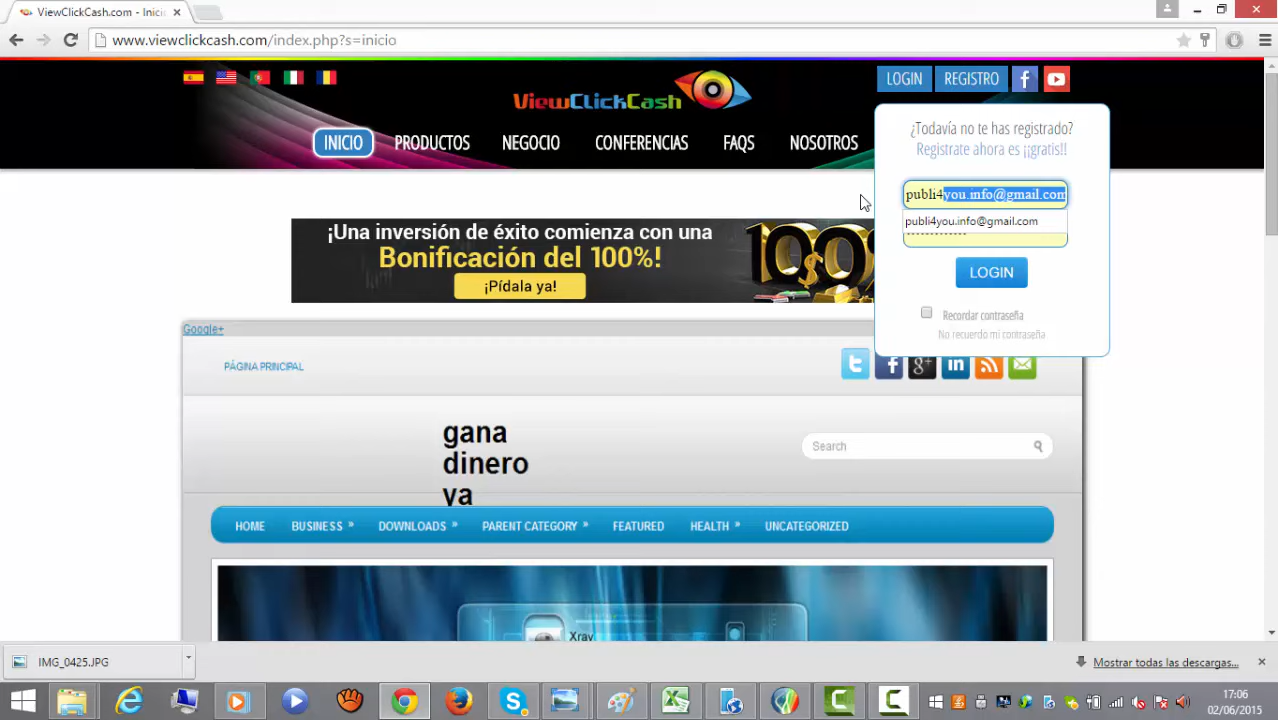 ViewClickCash.com - Inici
www.viewclickcash.com/index.php?s=inicio
LOGIN
REGISTRO
ViewClickCash
INICIO
PRODUCTOS
NEGOCIO
CONFERENCIAS
FAQS
NOSOTROS
¿Todavía no te has registrado?
Registrate ahora es ¡¡gratis!!
publi4you.info@gmail.com
publi4you.info@gmail.com
LOGIN
Recordar contraseña
No recuerdo mi contraseña
¡Una inversión de éxito comienza con una
Bonificación del 100%!
¡Pídala ya!
100%
Google+
PÁGINA PRINCIPAL
gana
dinero
ya
Search
HOME
BUSINESS »
DOWNLOADS »
PARENT CATEGORY »
FEATURED
HEALTH »
UNCATEGORIZED
Xray
IMG_0425.JPG
Mostrar todas las descargas...
17:06
02/06/2015